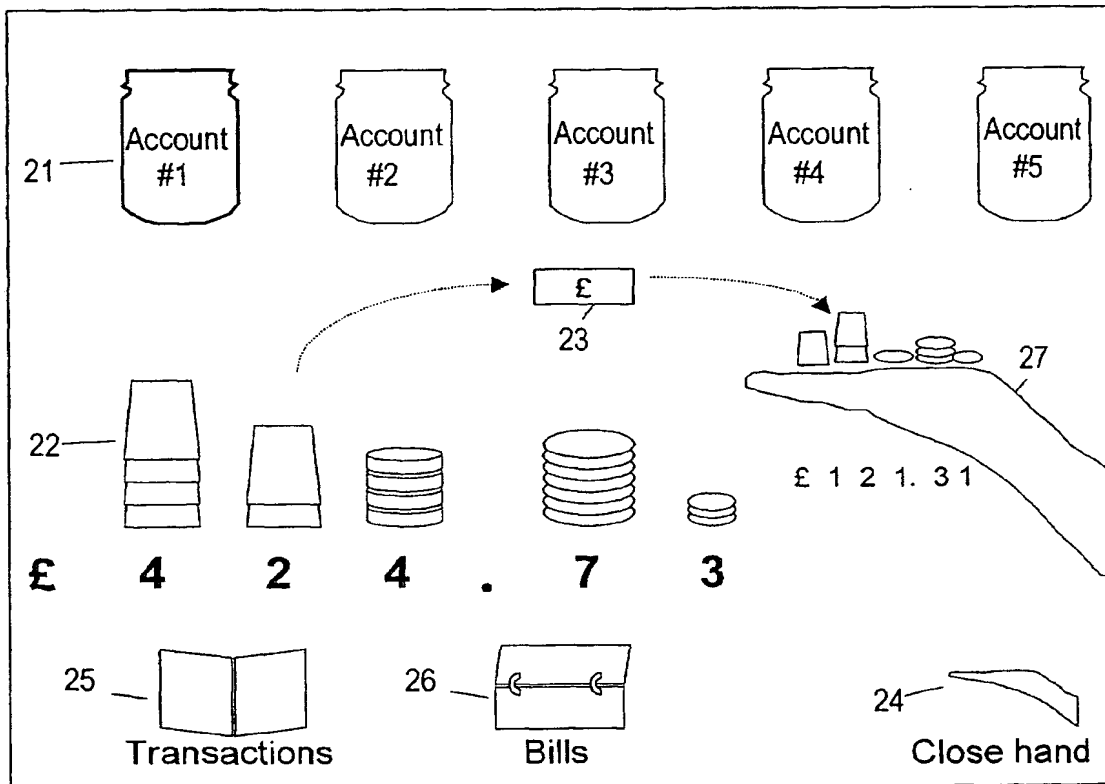 Account #1
Account #2
Account #3
Account #4
Account #5
21
£
23
27
22
£ 1 2 1. 3 1
£ 4 2 4 . 7 3
25
26
24
Transactions
Bills
Close hand